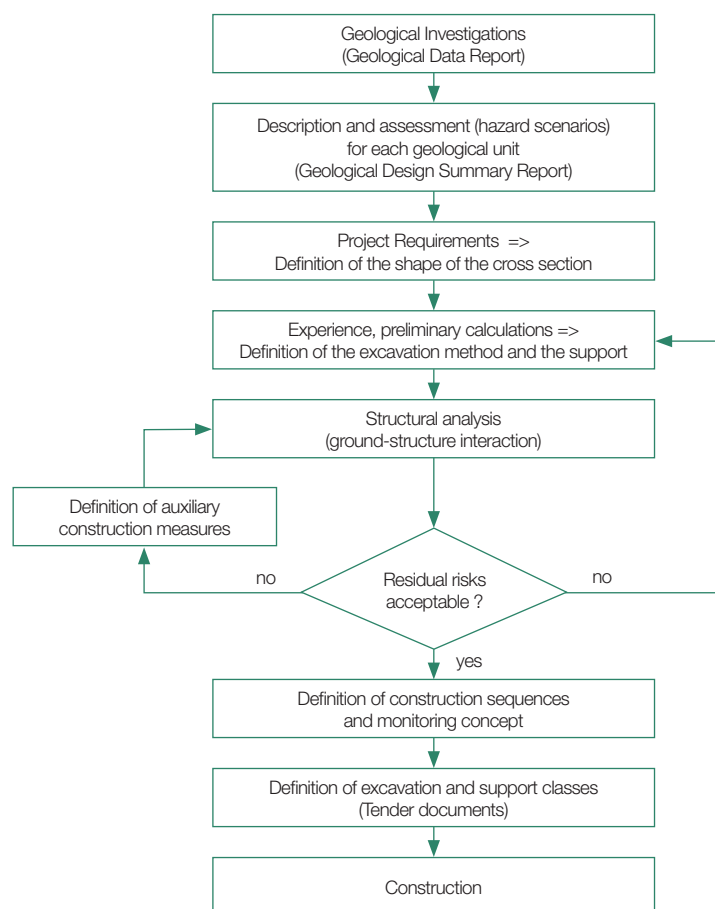 Geological Investigations
(Geological Data Report)
Description and assessment (hazard scenarios)
for each geological unit
(Geological Design Summary Report)
Project Requirements =>
Definition of the shape of the cross section
Experience, preliminary calculations =>
Definition of the excavation method and the support
Structural analysis
(ground-structure interaction)
Definition of auxiliary
construction measures
no
Residual risks
acceptable ?
no
yes
Definition of construction sequences
and monitoring concept
Definition of excavation and support classes
(Tender documents)
Construction